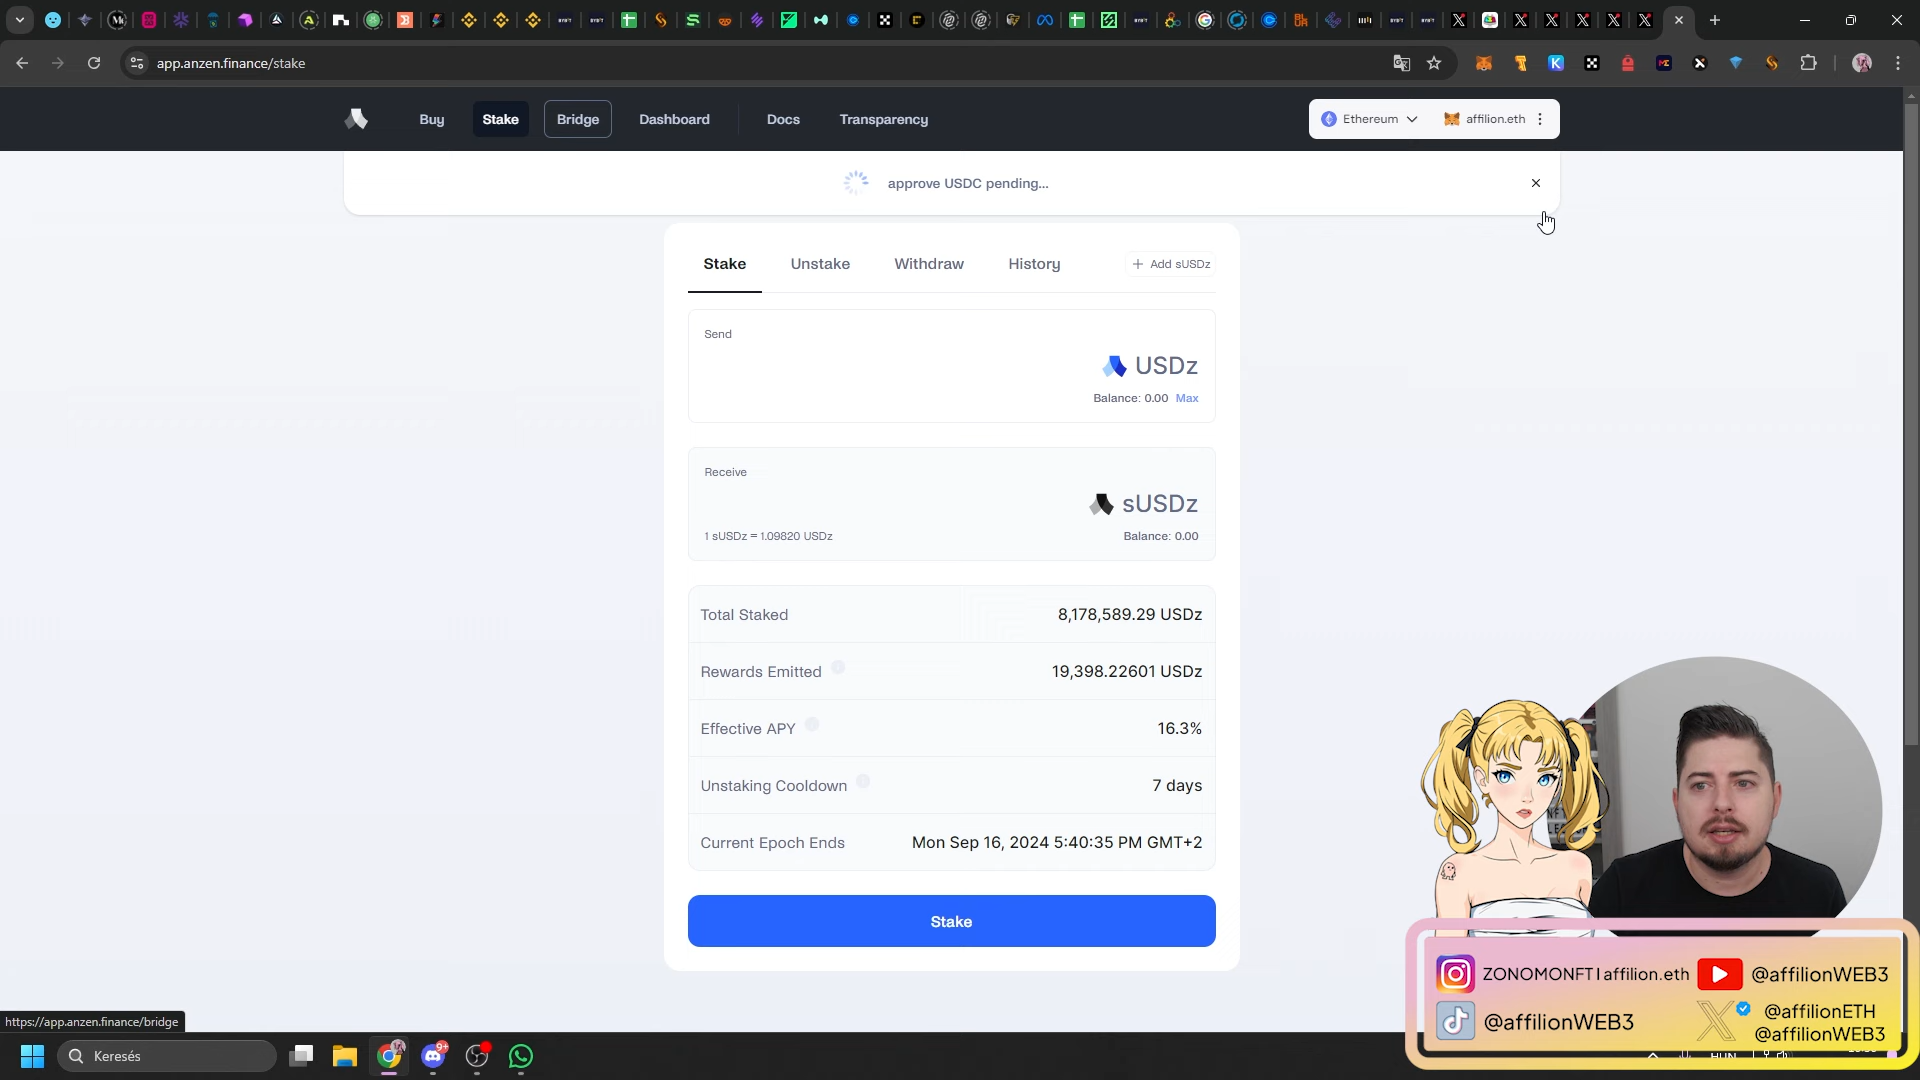 app.anzen.finance/stake
Buy
Stake
Bridge
Dashboard
Docs
Transparency
Ethereum
affilion.eth
approve USDC pending...
Stake
Unstake
Withdraw
History
+ Add sUSDz
Send
USDz
Balance: 0.00 Max
Receive
sUSDz
1 sUSDz = 1.09820 USDz
Balance: 0.00
Total Staked 8,178,589.29 USDz
Rewards Emitted 19,398.22601 USDz
Effective APY 16.3%
Unstaking Cooldown 7 days
Current Epoch Ends Mon Sep 16, 2024 5:40:35 PM GMT+2
Stake
ZONOMONFT | affilion.eth
@affilionWEB3
@affilionWEB3
@affilionETH
@affilionWEB3
https://app.anzen.finance/bridge
Keresés
9+